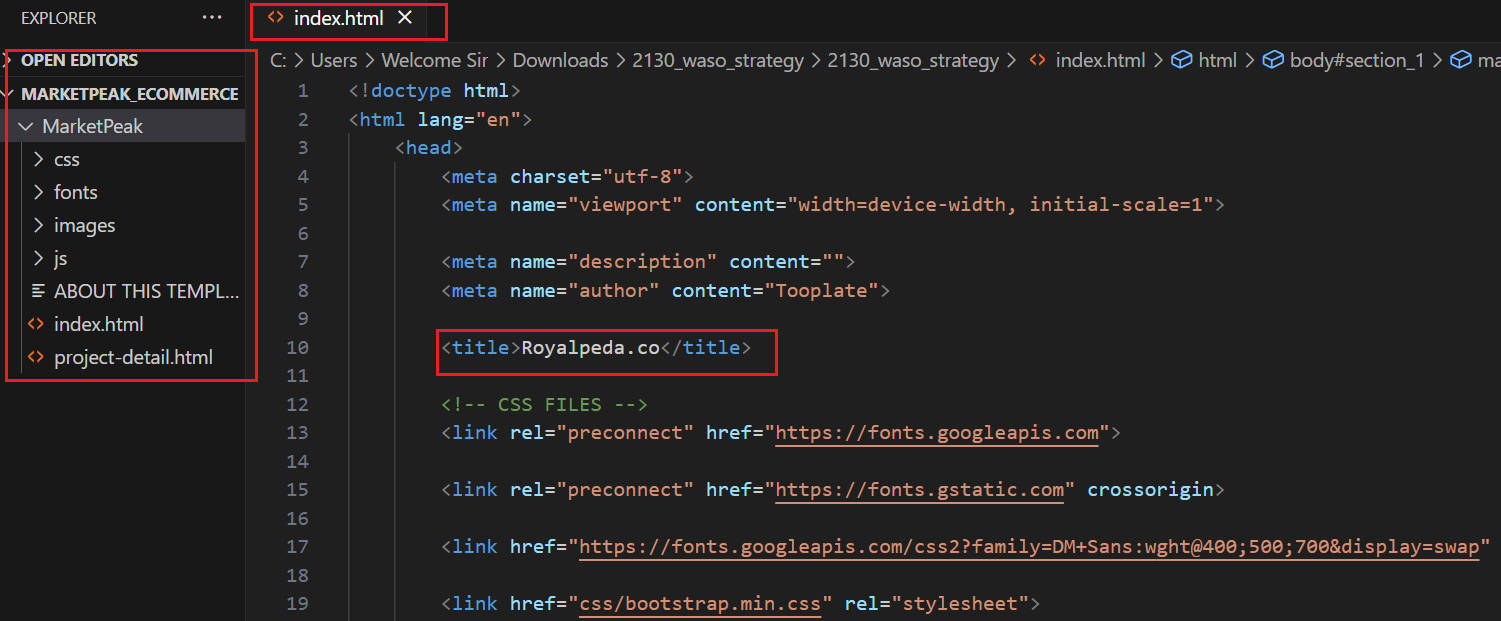 EXPLORER ···
OPEN EDITORS
MARKETPEAK_ECOMMERCE
MarketPeak
css
fonts
images
js
ABOUT THIS TEMPL...
index.html
project-detail.html
index.html ×
C: > Users > Welcome Sir > Downloads > 2130_waso_strategy > 2130_waso_strategy > <> index.html > html > body#section_1 > ma
1 <!doctype html>
2 <html lang="en">
3 <head>
4 <meta charset="utf-8">
5 <meta name="viewport" content="width=device-width, initial-scale=1">
6
7 <meta name="description" content="">
8 <meta name="author" content="Tooplate">
9
10 <title>Royalpeda.co</title>
11
12 <!-- CSS FILES -->
13 <link rel="preconnect" href="https://fonts.googleapis.com">
14
15 <link rel="preconnect" href="https://fonts.gstatic.com" crossorigin>
16
17 <link href="https://fonts.googleapis.com/css2?family=DM+Sans:wght@400;500;700&display=swap"
18
19 <link href="css/bootstrap.min.css" rel="stylesheet">